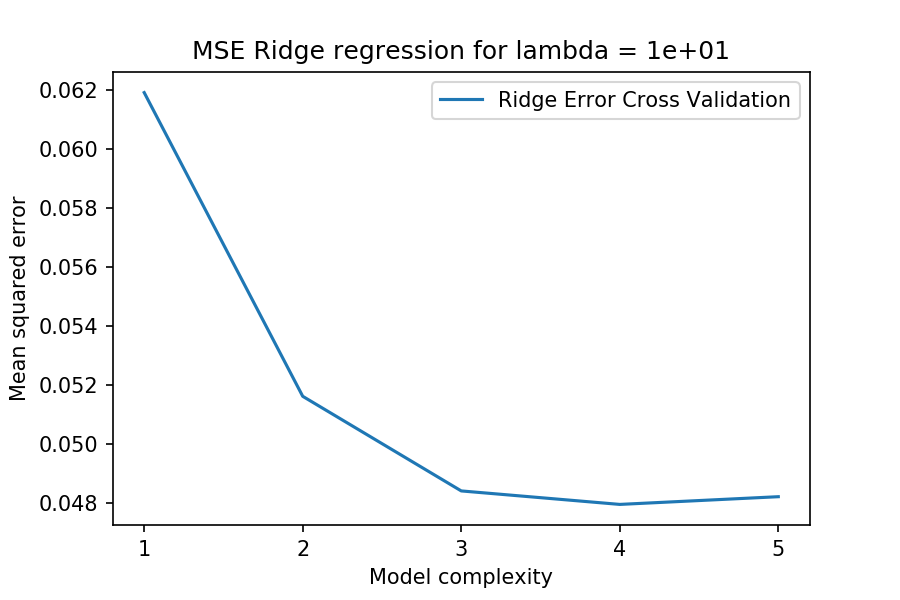 MSE Ridge regression for lambda = 1e+01
Ridge Error Cross Validation
Mean squared error
0.062
0.060
0.058
0.056
0.054
0.052
0.050
0.048
1 2 3 4 5
Model complexity